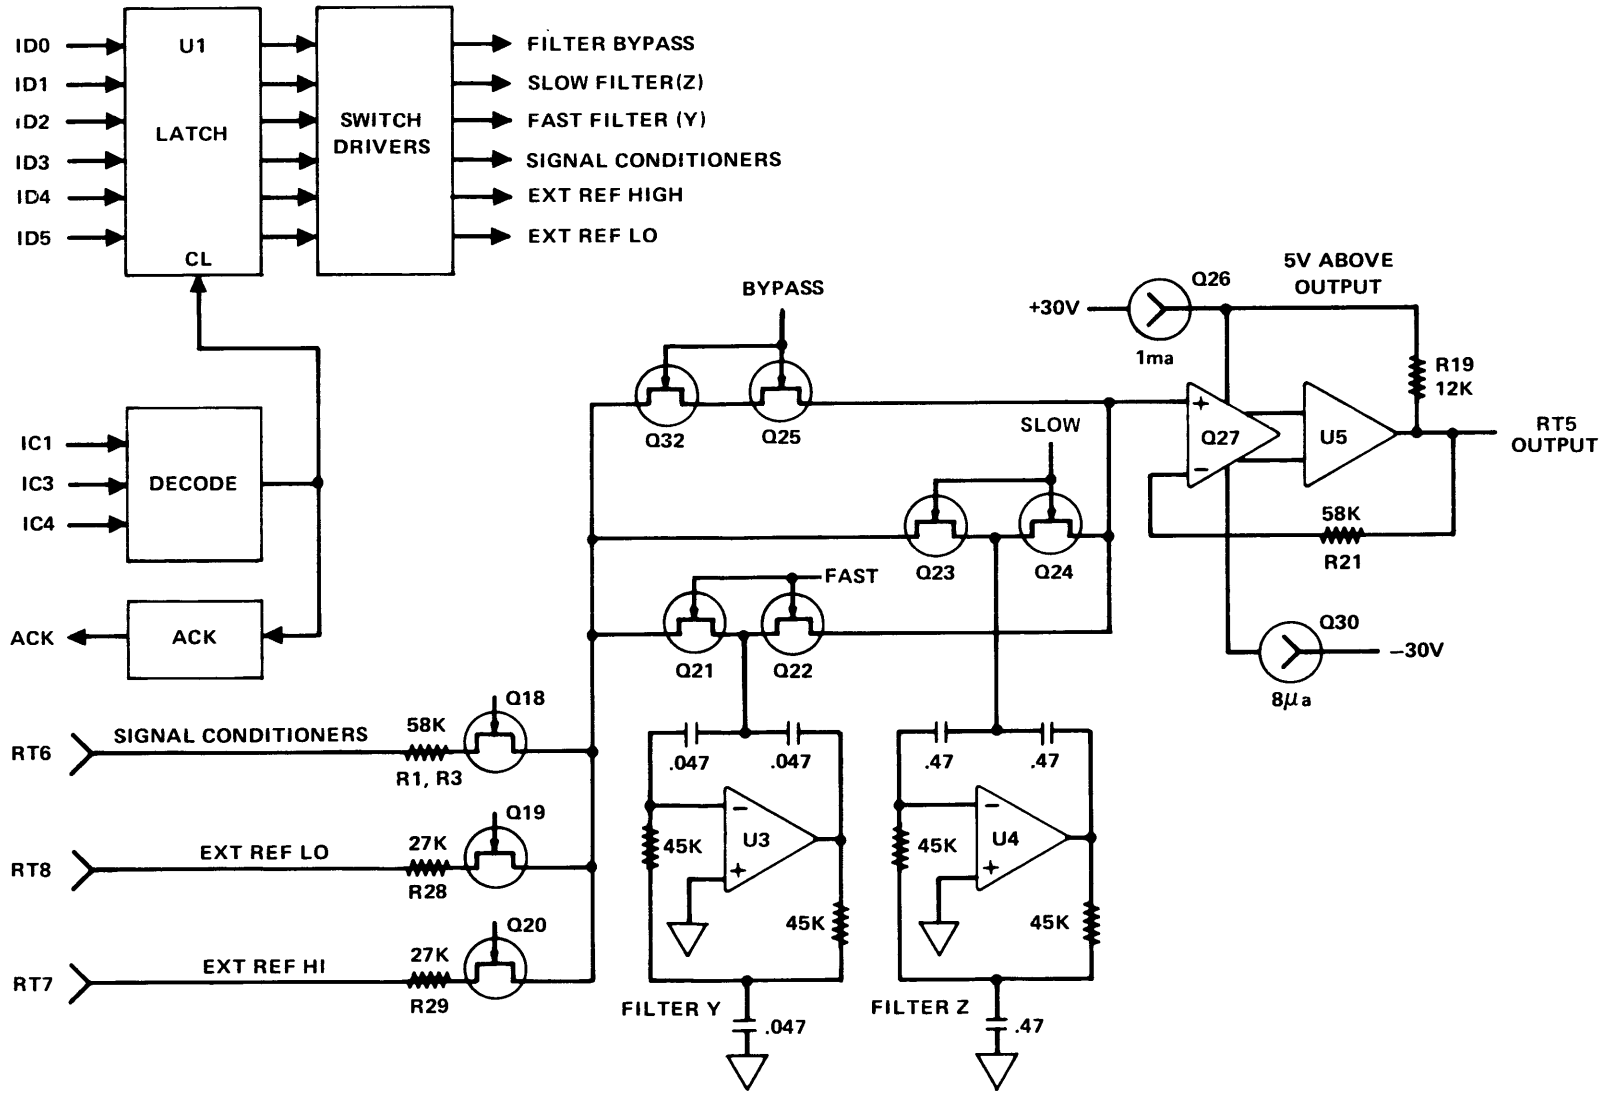 ID0
ID1
ID2
ID3
ID4
ID5
U1
LATCH
CL
SWITCH
DRIVERS
FILTER BYPASS
SLOW FILTER(Z)
FAST FILTER (Y)
SIGNAL CONDITIONERS
EXT REF HIGH
EXT REF LO
IC1
IC3
IC4
DECODE
ACK
ACK
BYPASS
Q32
Q25
SLOW
Q23
Q24
FAST
Q21
Q22
+30V
Q26
1ma
5V ABOVE
OUTPUT
R19
12K
+
Q27
−
U5
RT5
OUTPUT
58K
R21
Q30
−30V
8μa
RT6
SIGNAL CONDITIONERS
58K
R1, R3
Q18
RT8
EXT REF LO
27K
R28
Q19
RT7
EXT REF HI
27K
R29
Q20
.047
.047
−
U3
+
45K
45K
FILTER Y
.047
.47
.47
−
U4
+
45K
45K
FILTER Z
.47